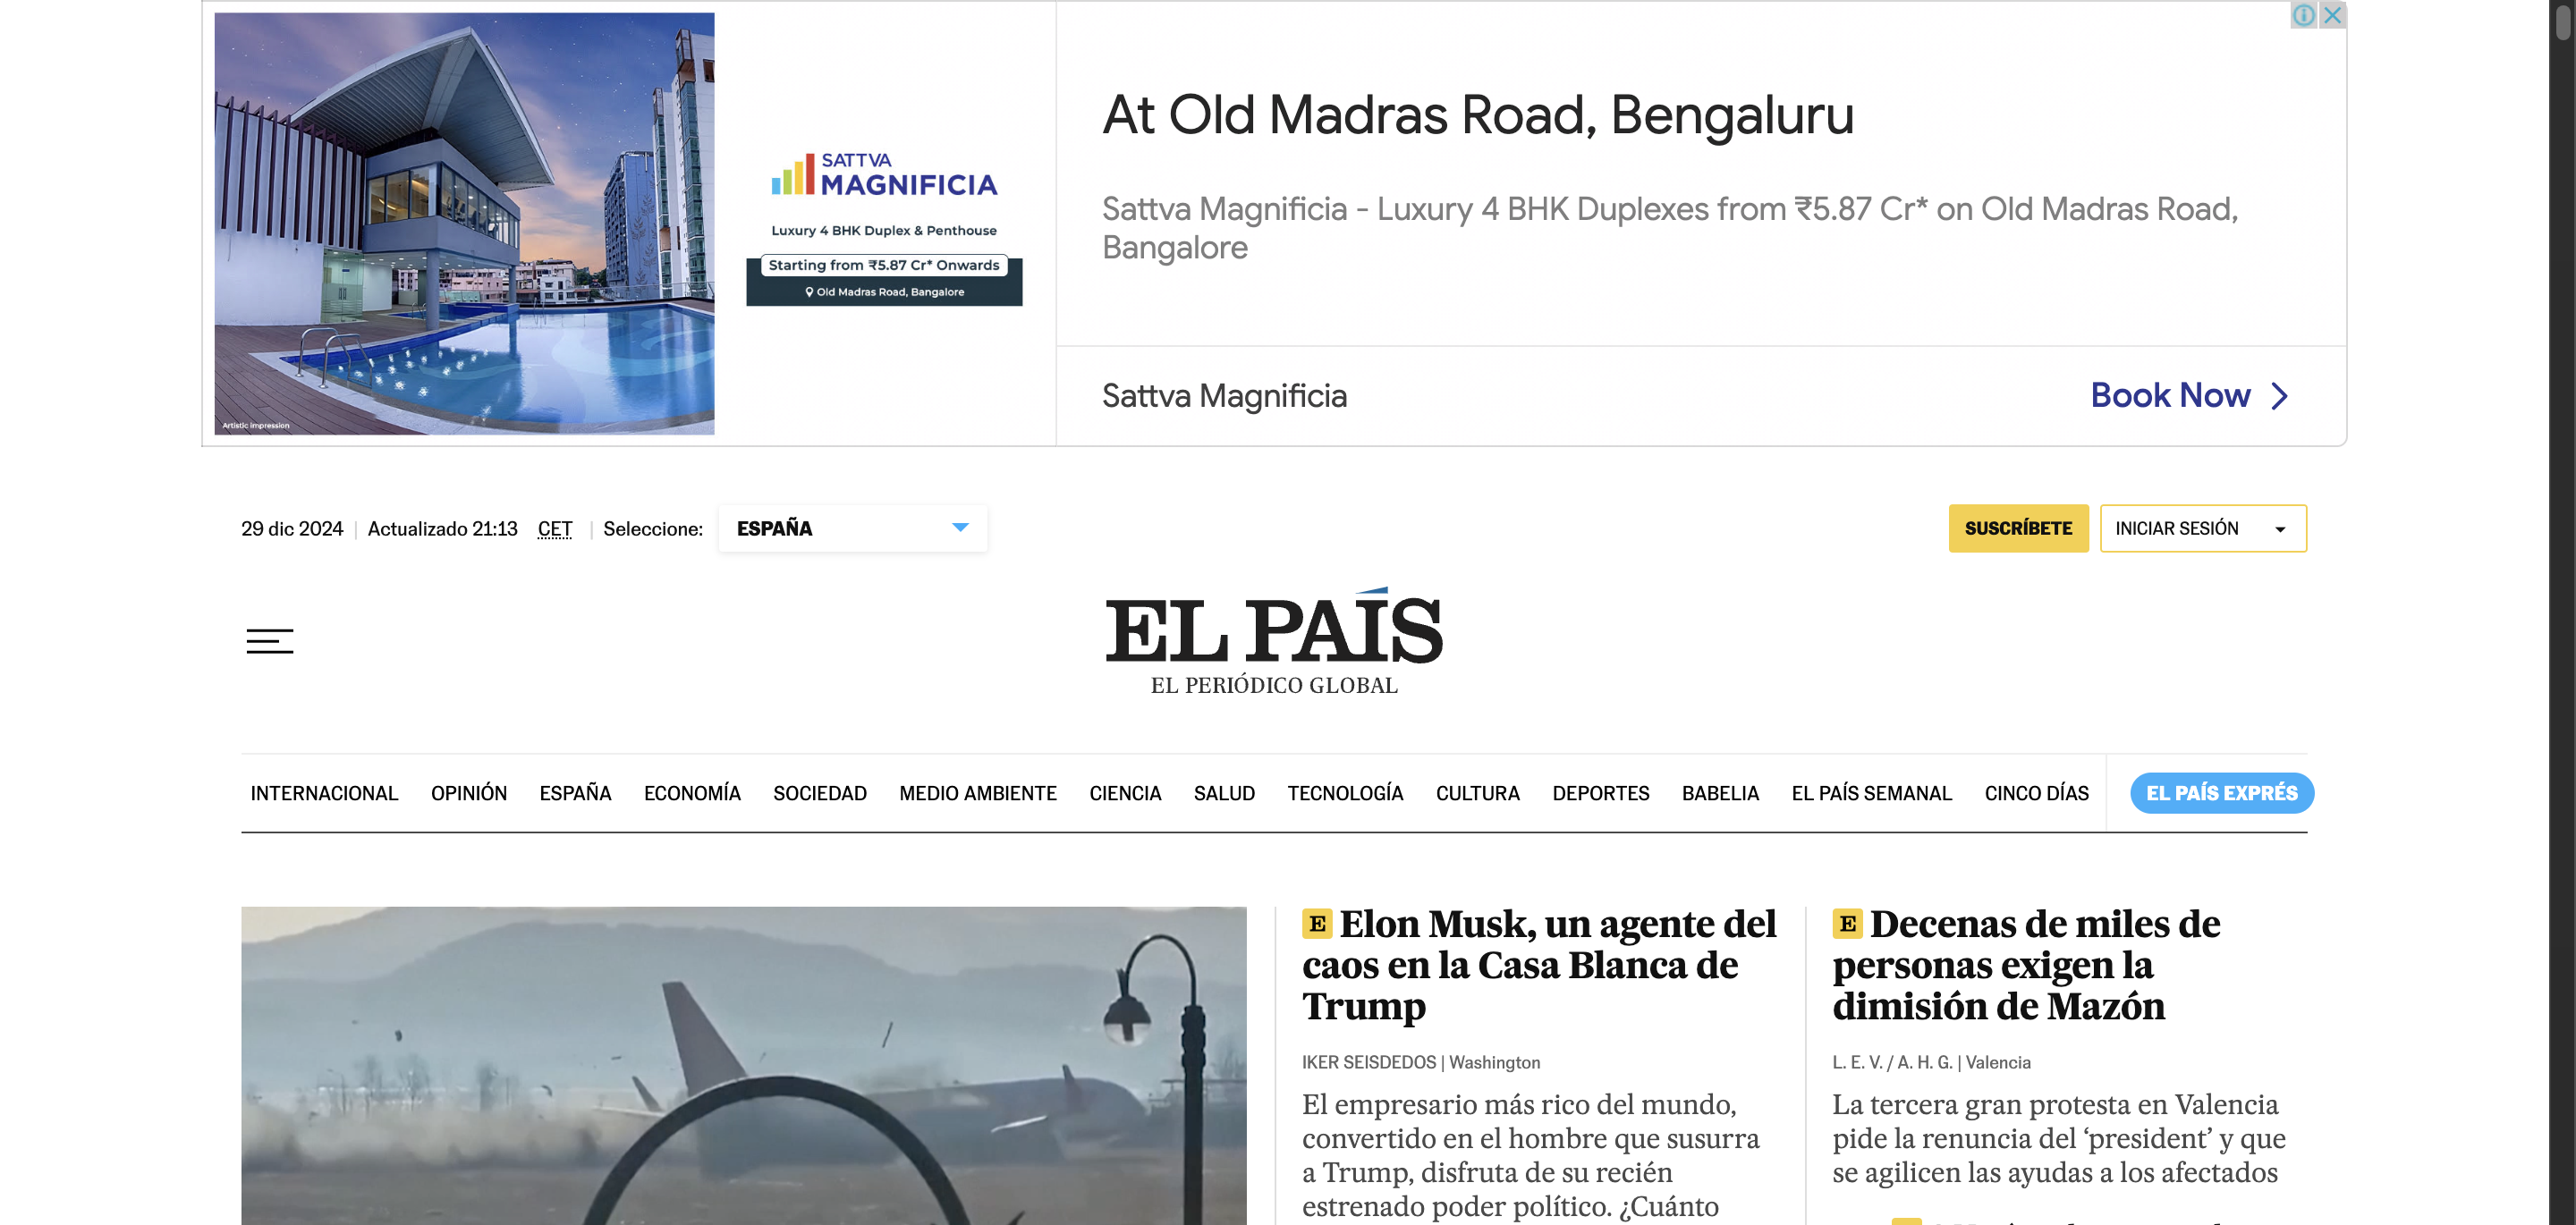 SATTVA
MAGNIFICIA
Luxury 4 BHK Duplex & Penthouse
Starting from ₹5.87 Cr* Onwards
Old Madras Road, Bangalore
Artistic impression
At Old Madras Road, Bengaluru
Sattva Magnificia - Luxury 4 BHK Duplexes from ₹5.87 Cr* on Old Madras Road,
Bangalore
Sattva Magnificia
Book Now
29 dic 2024 | Actualizado 21:13 CET | Seleccione: ESPAÑA
SUSCRÍBETE
INICIAR SESIÓN
EL PAÍS
EL PERIÓDICO GLOBAL
INTERNACIONAL OPINIÓN ESPAÑA ECONOMÍA SOCIEDAD MEDIO AMBIENTE CIENCIA SALUD TECNOLOGÍA CULTURA DEPORTES BABELIA EL PAÍS SEMANAL CINCO DÍAS EL PAÍS EXPRÉS
E Elon Musk, un agente del
caos en la Casa Blanca de
Trump
IKER SEISDEDOS | Washington
El empresario más rico del mundo,
convertido en el hombre que susurra
a Trump, disfruta de su recién
estrenado poder político. ¿Cuánto
E Decenas de miles de
personas exigen la
dimisión de Mazón
L. E. V. / A. H. G. | Valencia
La tercera gran protesta en Valencia
pide la renuncia del ‘president’ y que
se agilicen las ayudas a los afectados